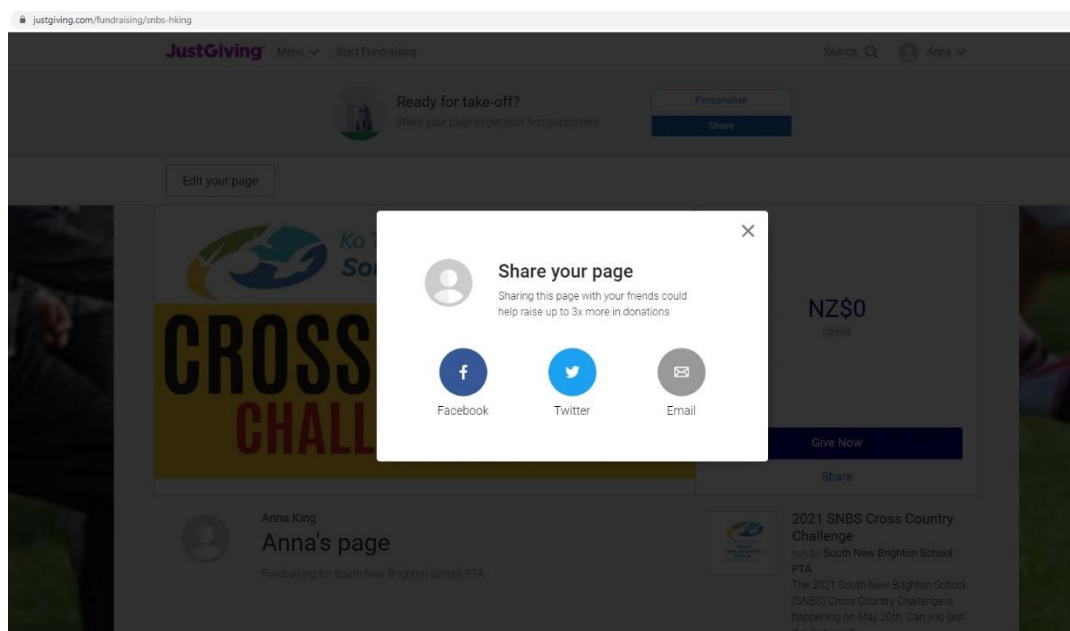 justgiving.com/fundraising/snbs-hking
JustGiving Menu Start Fundraising Search Anna
Ready for take-off?
Share your page to get your first supporters
Personalise
Share
Edit your page
Ko T
Sou
CROSS
CHALL
Share your page
Sharing this page with your friends could
help raise up to 3x more in donations
Facebook Twitter Email
NZ$0
raised
Give Now
Share
Anna King
Anna's page
Fundraising for South New Brighton School PTA
2021 SNBS Cross Country
Challenge
run by South New Brighton School
PTA
The 2021 South New Brighton School
(SNBS) Cross Country Challenge is
happening on May 20th. Can you last